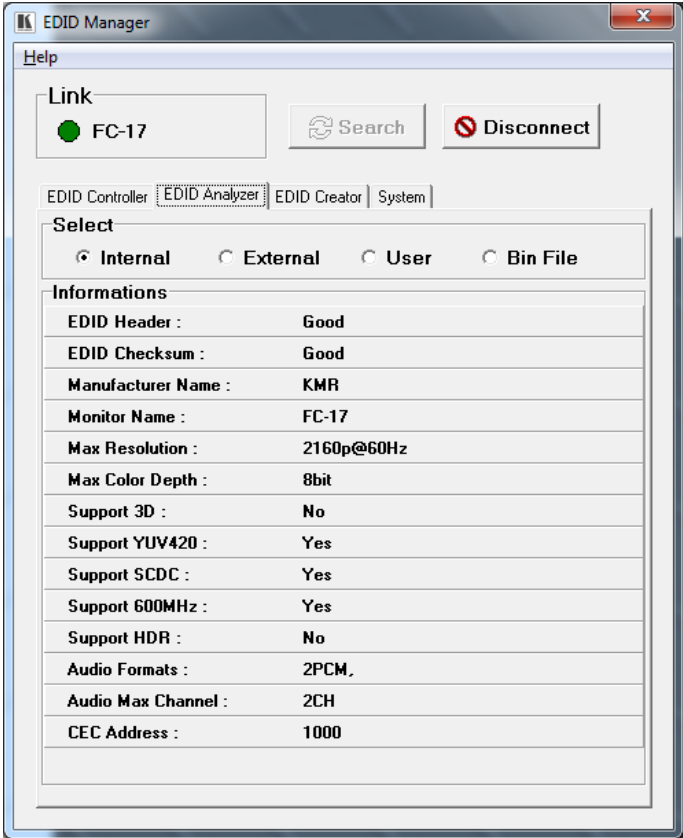 EDID Manager
Help
Link
FC-17
Search
Disconnect
EDID Controller EDID Analyzer EDID Creator System
Select
Internal External User Bin File
Informations
EDID Header : Good
EDID Checksum : Good
Manufacturer Name : KMR
Monitor Name : FC-17
Max Resolution : 2160p@60Hz
Max Color Depth : 8bit
Support 3D : No
Support YUV420 : Yes
Support SCDC : Yes
Support 600MHz : Yes
Support HDR : No
Audio Formats : 2PCM,
Audio Max Channel : 2CH
CEC Address : 1000